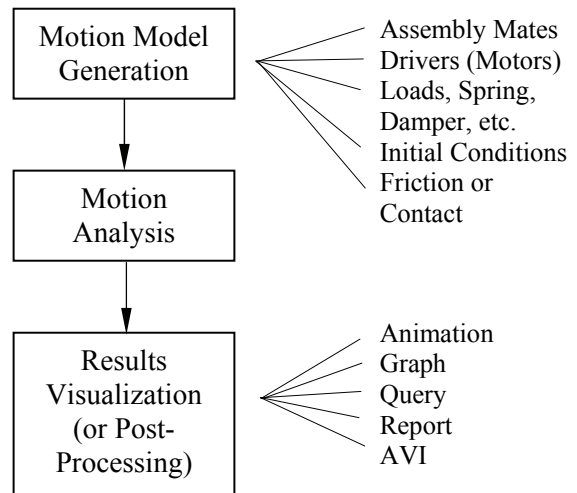 Motion Model
Generation
Assembly Mates
Drivers (Motors)
Loads, Spring,
Damper, etc.
Initial Conditions
Friction or
Contact
Motion
Analysis
Results
Visualization
(or Post-
Processing)
Animation
Graph
Query
Report
AVI